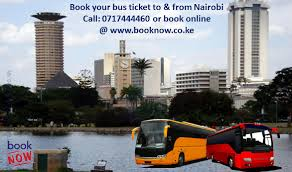 Book your bus ticket to & from Nairobi
Call: 0717444460 or book online
@ www.booknow.co.ke
book
NOW